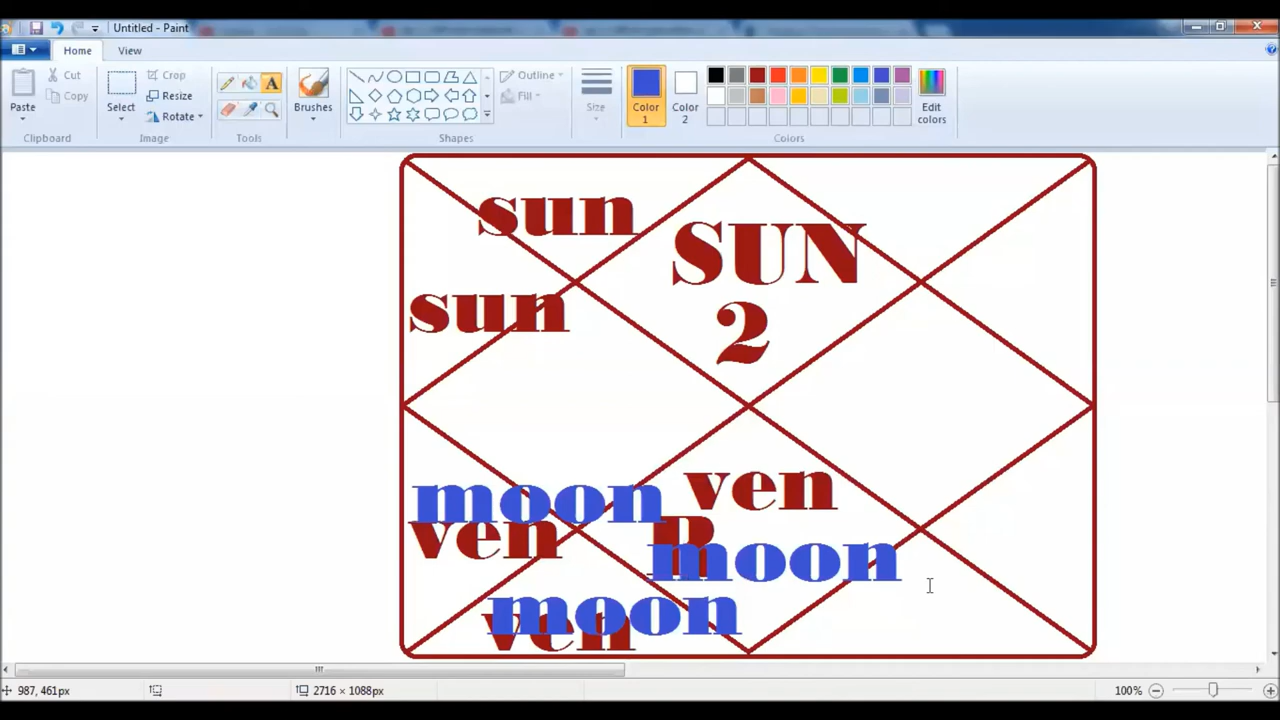 Untitled - Paint
Home
View
Paste
Cut
Copy
Clipboard
Select
Crop
Resize
Rotate
Image
Tools
Brushes
Shapes
Outline
Fill
Size
Color 1
Color 2
Edit colors
Colors
sun
SUN
sun
2
ven
moon
ven
R
moon
moon
ven
987, 461px
2716 × 1088px
100%